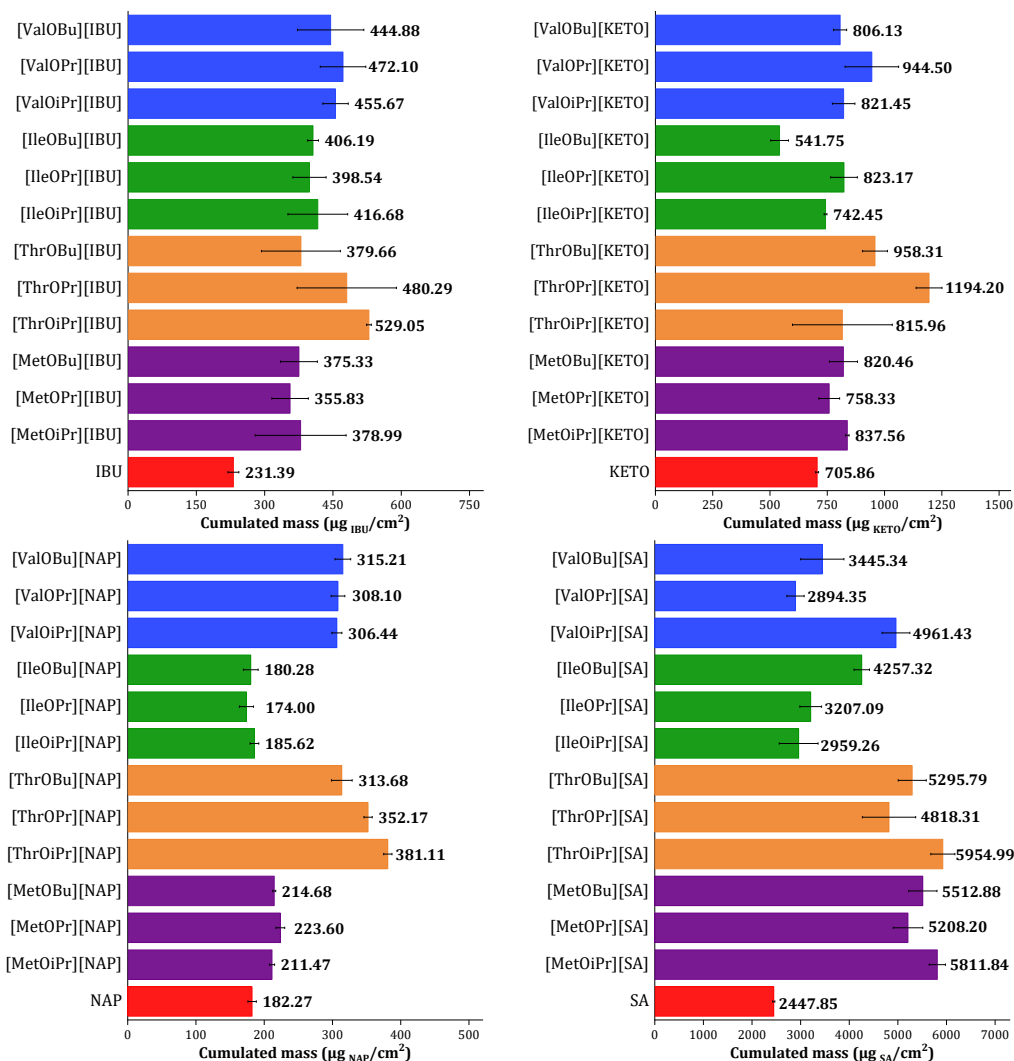 [ValOBu][IBU] 444.88
[ValOPr][IBU] 472.10
[ValOiPr][IBU] 455.67
[IleOBu][IBU] 406.19
[IleOPr][IBU] 398.54
[IleOiPr][IBU] 416.68
[ThrOBu][IBU] 379.66
[ThrOPr][IBU] 480.29
[ThrOiPr][IBU] 529.05
[MetOBu][IBU] 375.33
[MetOPr][IBU] 355.83
[MetOiPr][IBU] 378.99
IBU 231.39
0 150 300 450 600 750
Cumulated mass (µg IBU/cm²)
[ValOBu][KETO] 806.13
[ValOPr][KETO] 944.50
[ValOiPr][KETO] 821.45
[IleOBu][KETO] 541.75
[IleOPr][KETO] 823.17
[IleOiPr][KETO] 742.45
[ThrOBu][KETO] 958.31
[ThrOPr][KETO] 1194.20
[ThrOiPr][KETO] 815.96
[MetOBu][KETO] 820.46
[MetOPr][KETO] 758.33
[MetOiPr][KETO] 837.56
KETO 705.86
0 250 500 750 1000 1250 1500
Cumulated mass (µg KETO/cm²)
[ValOBu][NAP] 315.21
[ValOPr][NAP] 308.10
[ValOiPr][NAP] 306.44
[IleOBu][NAP] 180.28
[IleOPr][NAP] 174.00
[IleOiPr][NAP] 185.62
[ThrOBu][NAP] 313.68
[ThrOPr][NAP] 352.17
[ThrOiPr][NAP] 381.11
[MetOBu][NAP] 214.68
[MetOPr][NAP] 223.60
[MetOiPr][NAP] 211.47
NAP 182.27
0 100 200 300 400 500
Cumulated mass (µg NAP/cm²)
[ValOBu][SA] 3445.34
[ValOPr][SA] 2894.35
[ValOiPr][SA] 4961.43
[IleOBu][SA] 4257.32
[IleOPr][SA] 3207.09
[IleOiPr][SA] 2959.26
[ThrOBu][SA] 5295.79
[ThrOPr][SA] 4818.31
[ThrOiPr][SA] 5954.99
[MetOBu][SA] 5512.88
[MetOPr][SA] 5208.20
[MetOiPr][SA] 5811.84
SA 2447.85
0 1000 2000 3000 4000 5000 6000 7000
Cumulated mass (µg SA/cm²)